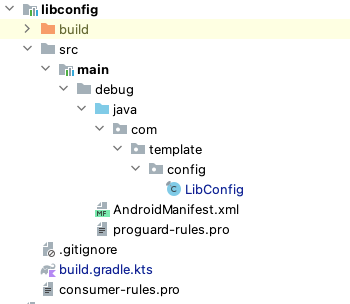 libconfig
build
src
main
debug
java
com
template
config
C LibConfig
MF AndroidManifest.xml
proguard-rules.pro
.gitignore
build.gradle.kts
consumer-rules.pro